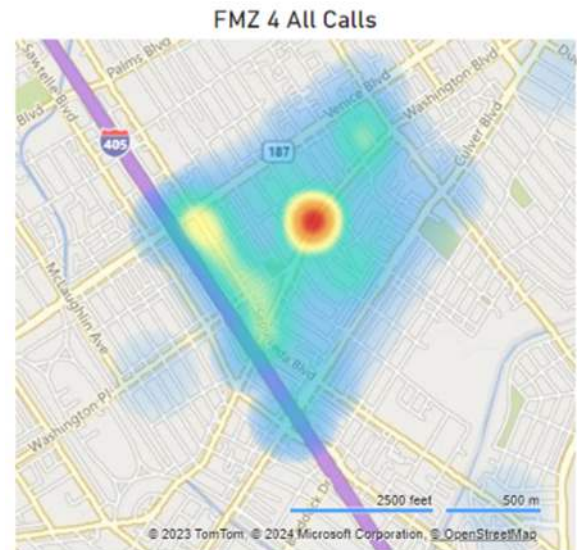 FMZ 4 All Calls
Sawtelle Blvd
Palms Blvd
Blvd
405
187
Venice Blvd
Washington Blvd
Culver Blvd
McLaughlin Ave
Washington Pl
2500 feet
500 m
© 2023 TomTom, © 2024 Microsoft Corporation, © OpenStreetMap